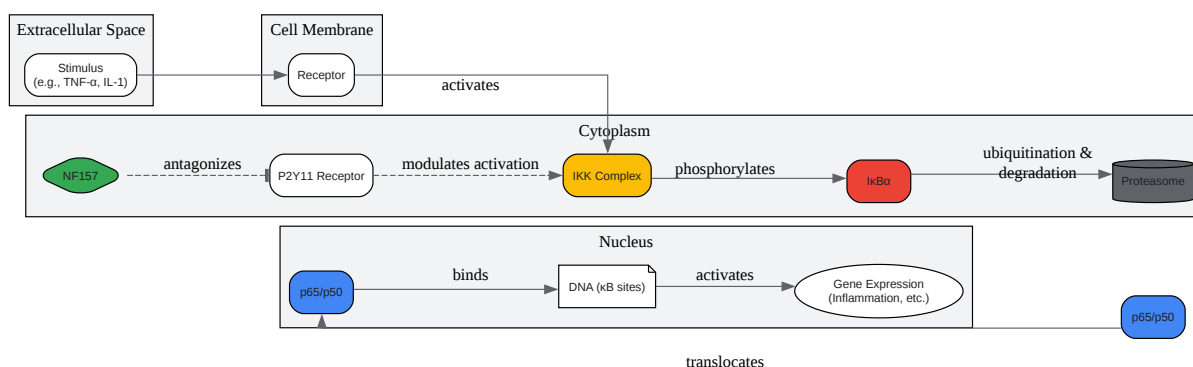 Extracellular Space
Cell Membrane
Stimulus
(e.g., TNF-α, IL-1)
Receptor
activates
Cytoplasm
NF157
antagonizes
P2Y11 Receptor
modulates activation
IKK Complex
phosphorylates
IκBα
ubiquitination &
degradation
Proteasome
Nucleus
p65/p50
binds
DNA (κB sites)
activates
Gene Expression
(Inflammation, etc.)
p65/p50
translocates